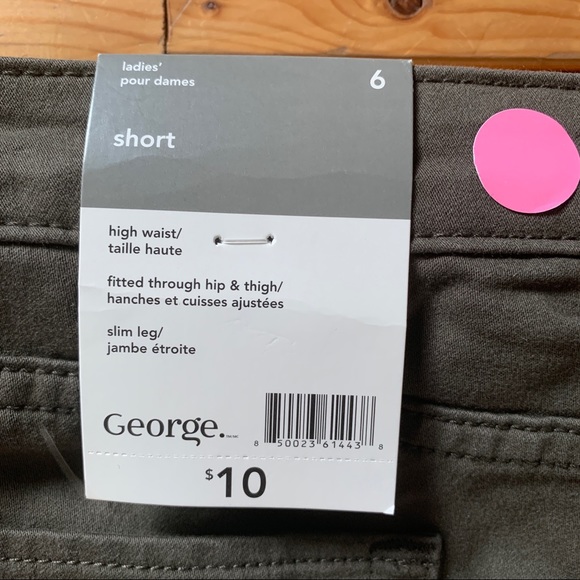 ladies'
pour dames
6
short
high waist/
taille haute
fitted through hip & thigh/
hanches et cuisses ajustées
slim leg/
jambe étroite
George.
8 50023 61443 8
$10